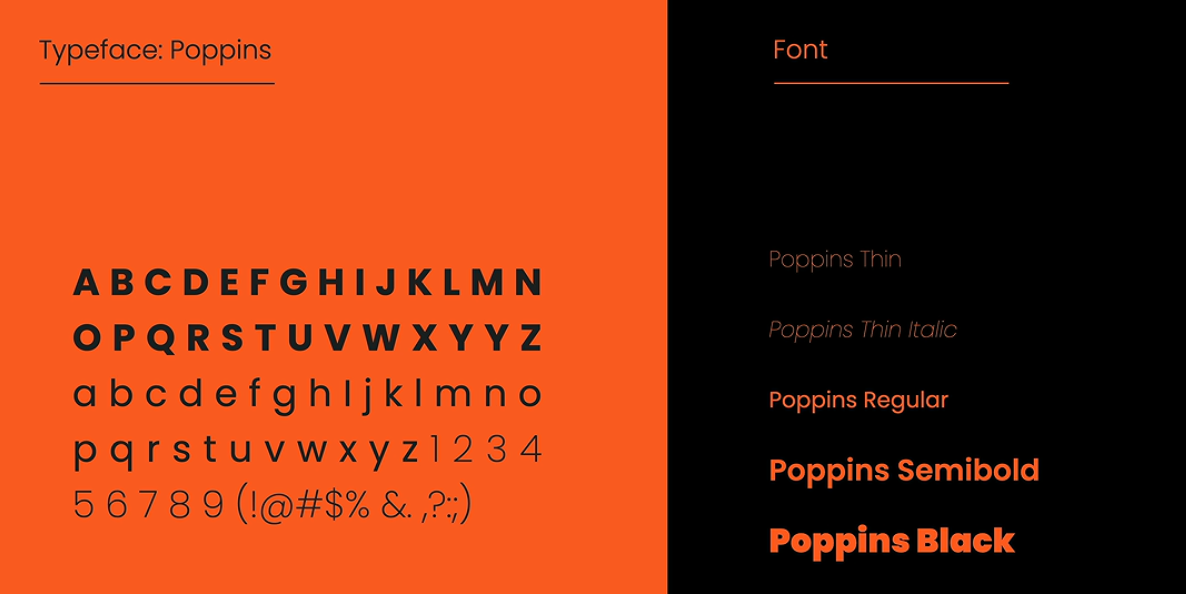 Typeface: Poppins
A B C D E F G H I J K L M N
O P Q R S T U V W X Y Y Z
a b c d e f g h I j k l m n o
p q r s t u v w x y z 1 2 3 4
5 6 7 8 9 (!@#$% &. ,?:;)
Font
Poppins Thin
Poppins Thin Italic
Poppins Regular
Poppins Semibold
Poppins Black